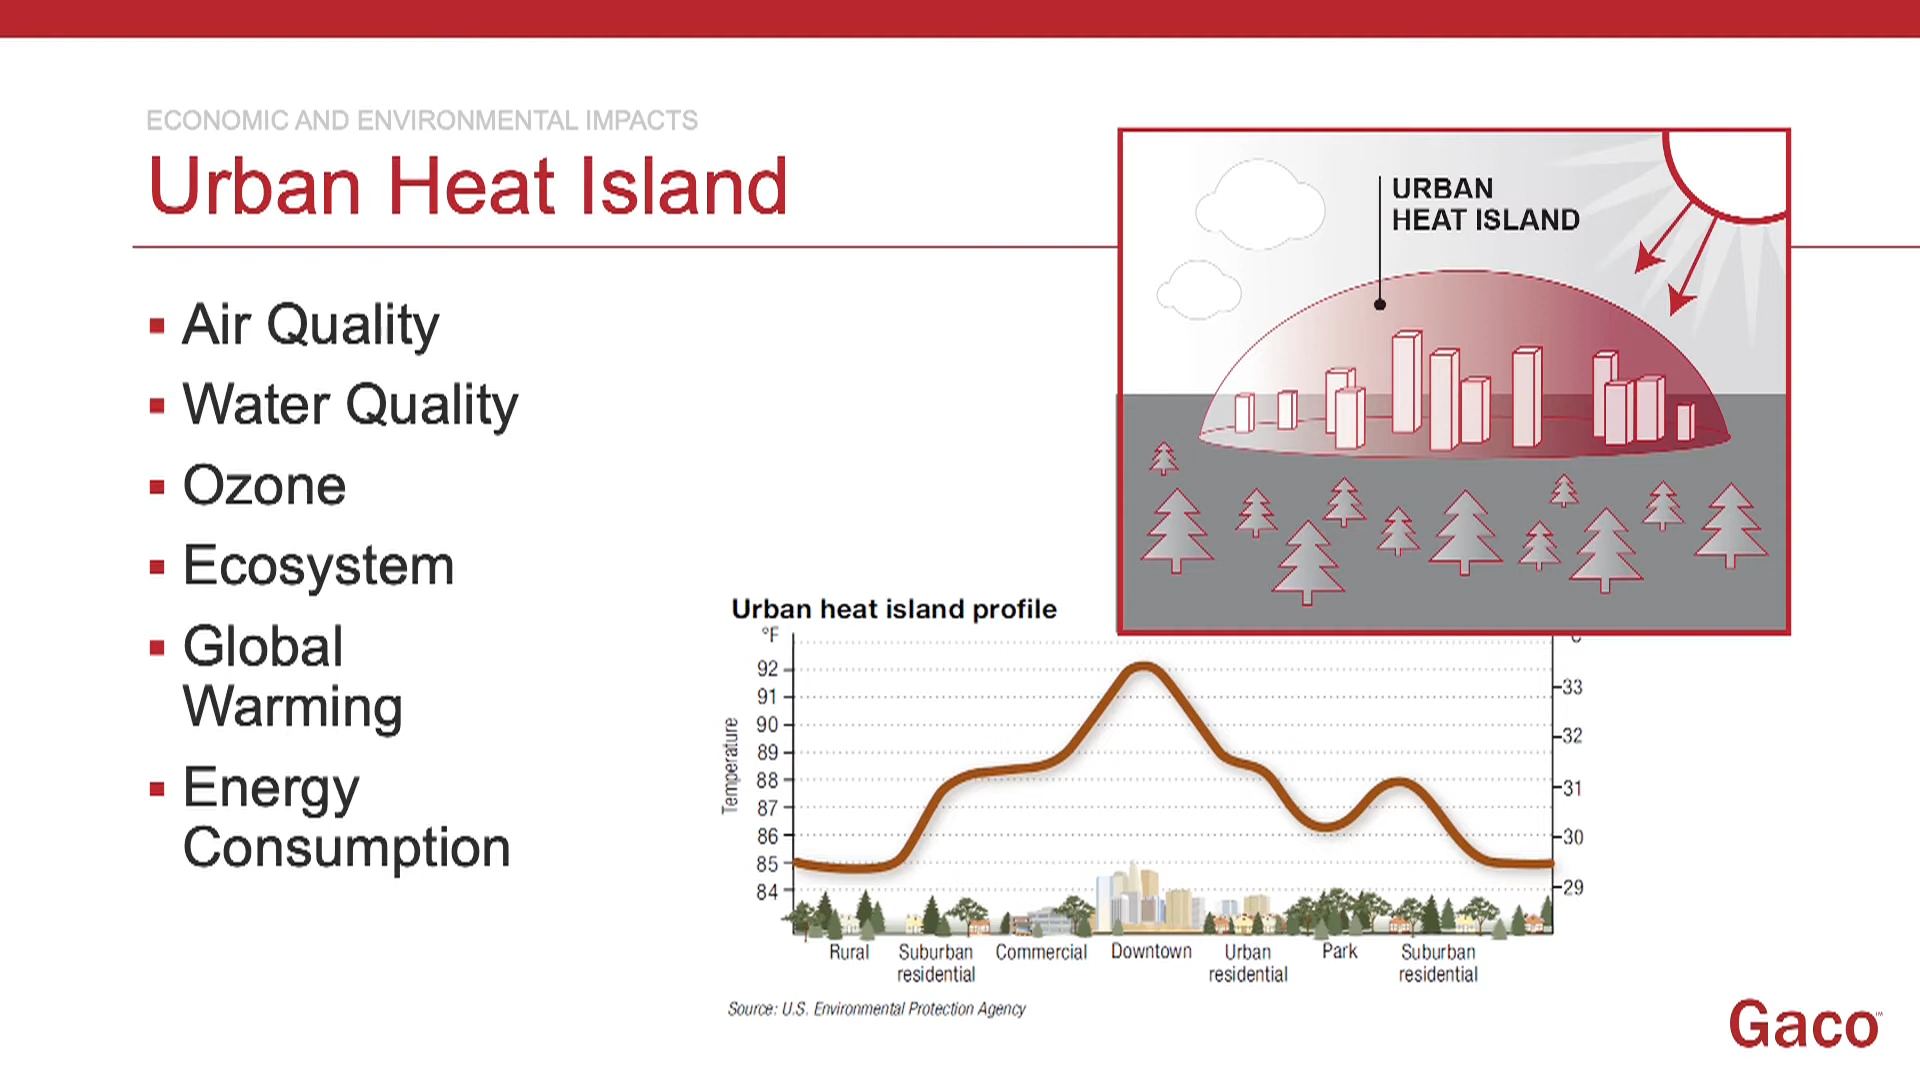 ECONOMIC AND ENVIRONMENTAL IMPACTS
Urban Heat Island
Air Quality
Water Quality
Ozone
Ecosystem
Global
Warming
Energy
Consumption
URBAN
HEAT ISLAND
Urban heat island profile
°F
92
91
90
89
88
87
86
85
84
Temperature
33
32
31
30
29
Rural
Suburban
residential
Commercial
Downtown
Urban
residential
Park
Suburban
residential
Source: U.S. Environmental Protection Agency
Gaco™